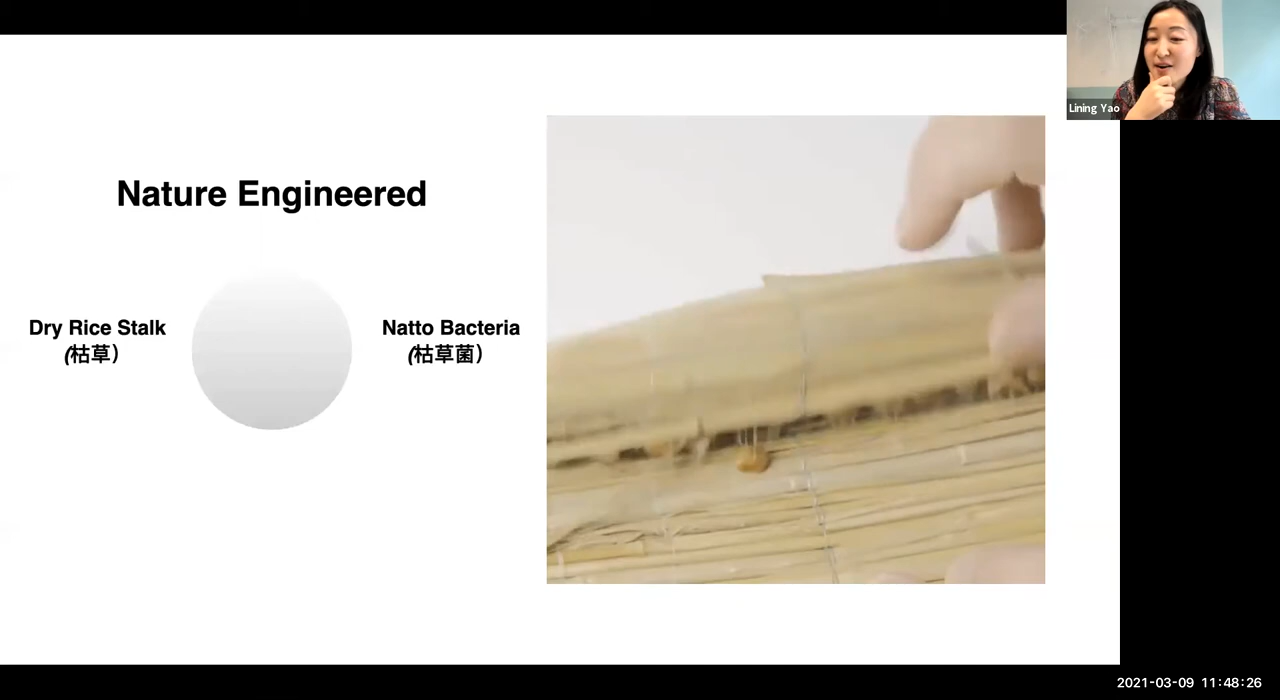 Nature Engineered
Dry Rice Stalk
(枯草）
Natto Bacteria
(枯草菌）
Lining Yao
2021-03-09 11:48:26